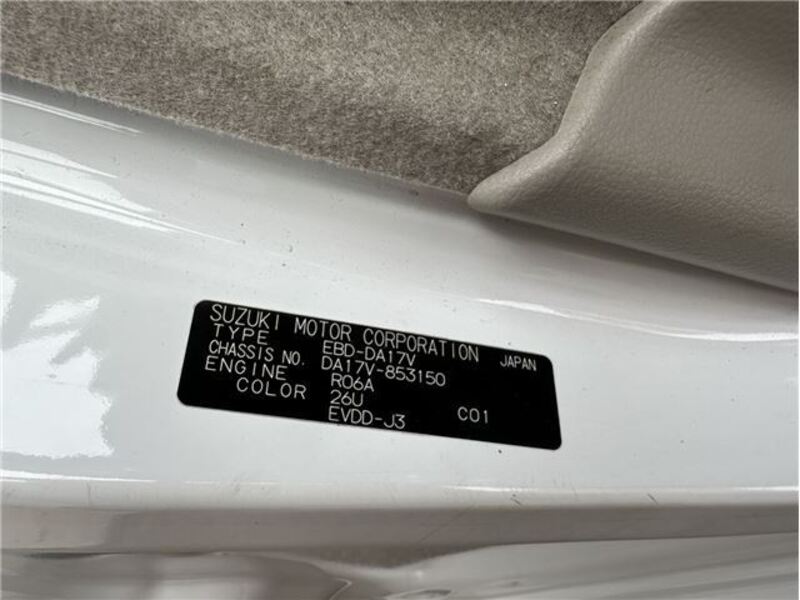 SUZUKI MOTOR CORPORATION JAPAN
TYPE EBD-DA17V
CHASSIS NO. DA17V-853150
ENGINE R06A
COLOR 26U C01
EVDD-J3